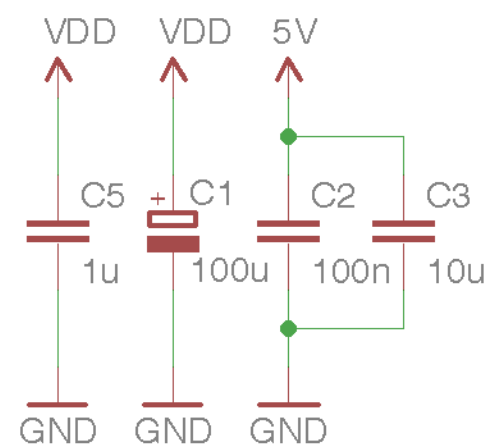 VDD VDD 5V
C5 + C1 C2 C3
1u 100u 100n 10u
GND GND GND